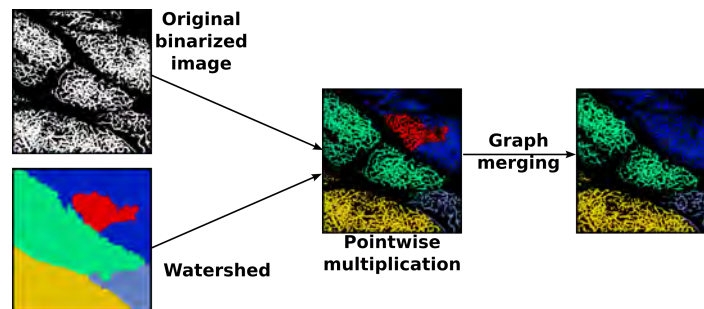 Original
binarized
image
Watershed
Pointwise
multiplication
Graph
merging